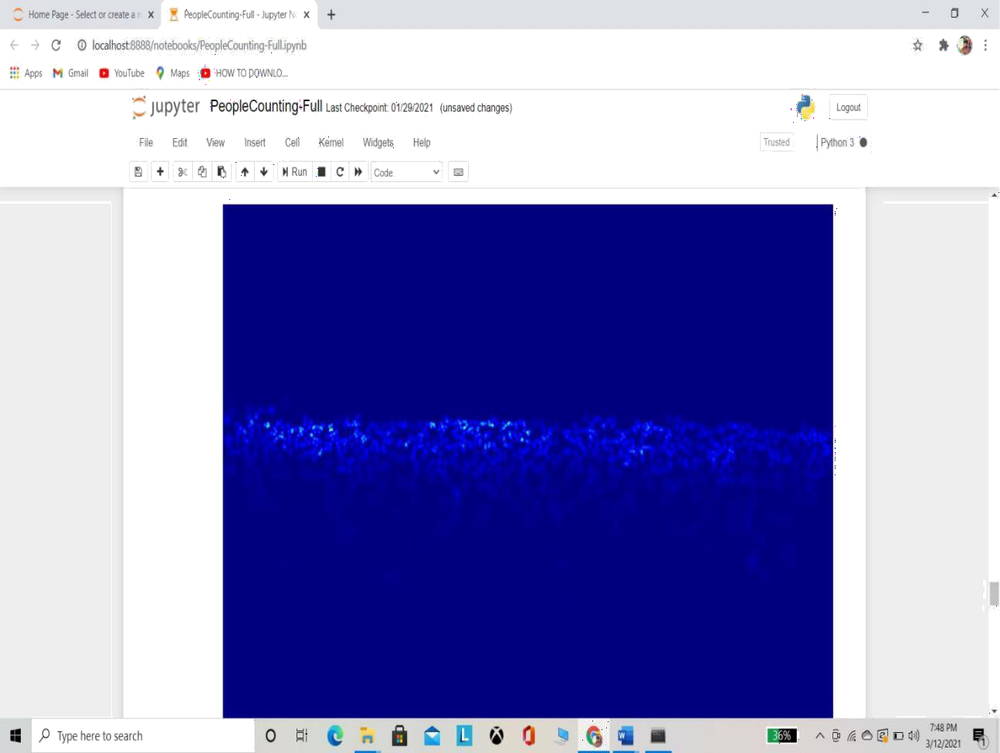 Home Page - Select or create a n
PeopleCounting-Full - Jupyter N
localhost:8888/notebooks/PeopleCounting-Full.ipynb
Apps Gmail YouTube Maps HOW TO DOWNLO...
jupyter PeopleCounting-Full Last Checkpoint: 01/29/2021 (unsaved changes)
Logout
File Edit View Insert Cell Kernel Widgets Help
Trusted Python 3
Run Code
Type here to search
L
36%
7:48 PM
3/12/2021
1